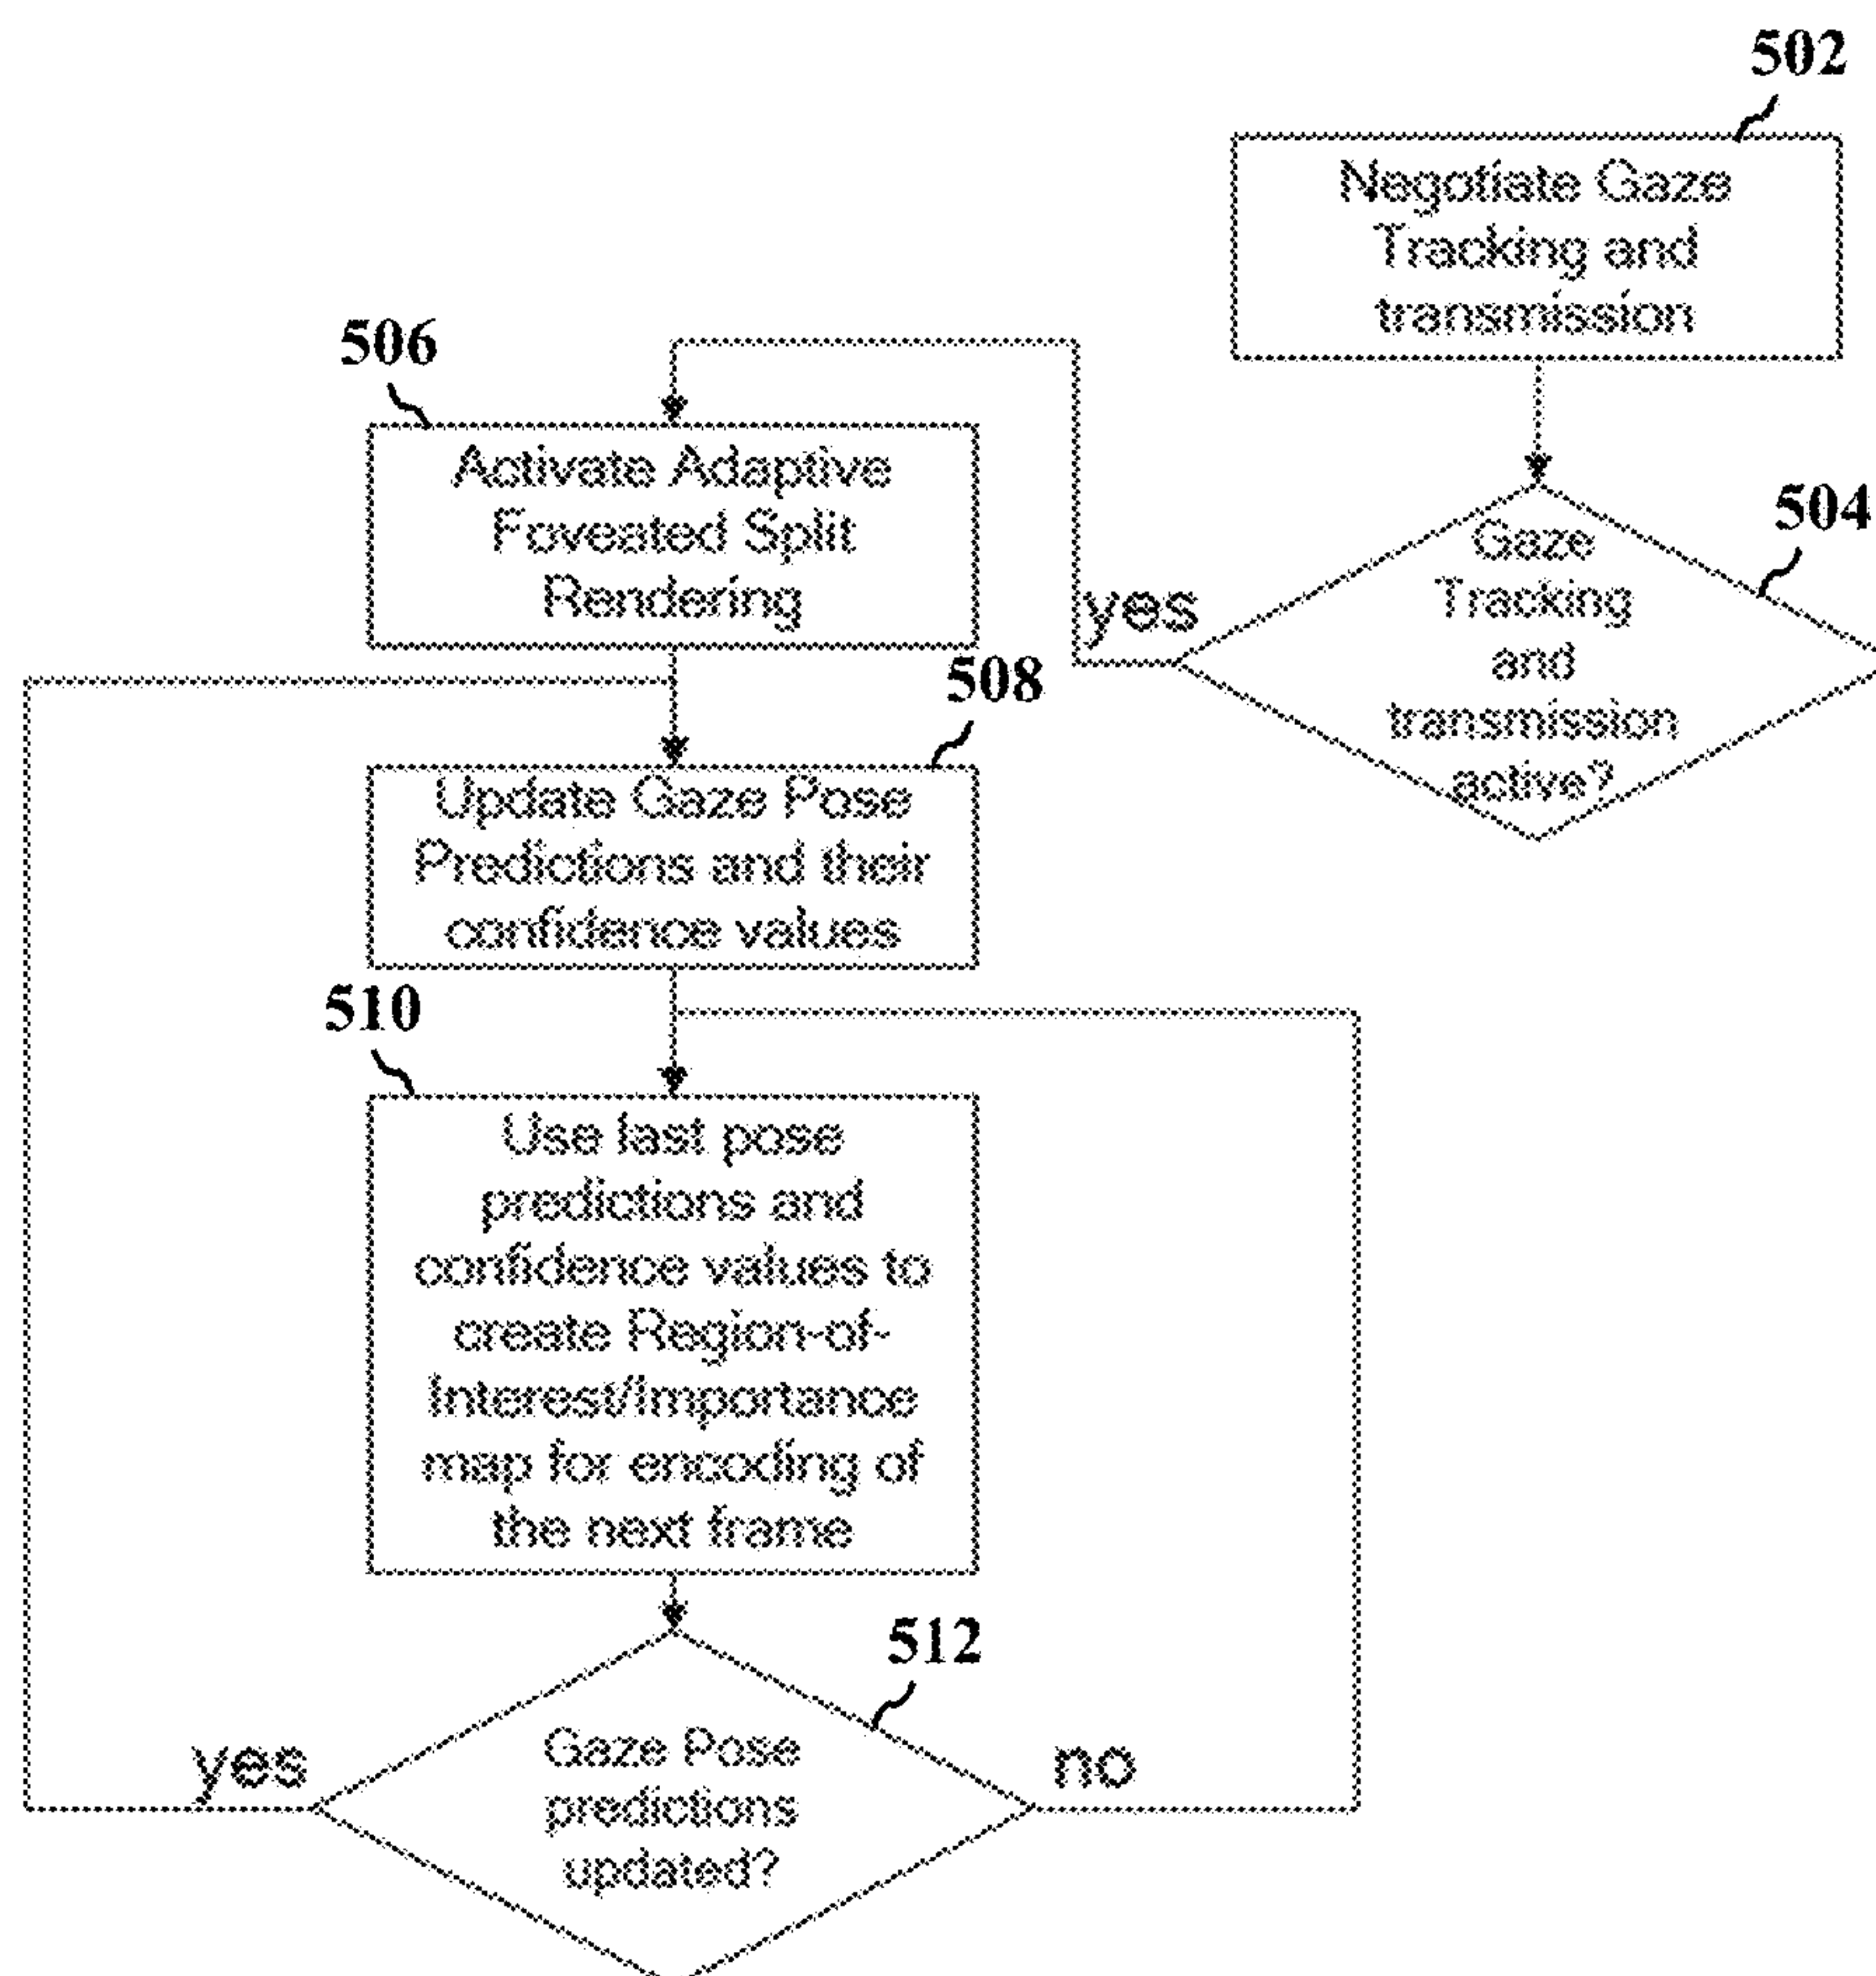 502
Negotiate Gaze
Tracking and
transmission
504
Gaze
Tracking
and
transmission
active?
yes
506
Activate Adaptive
Foveated Split
Rendering
508
Update Gaze Pose
Predictions and their
confidence values
510
Use last pose
predictions and
confidence values to
create Region-of-
Interest/Importance
map for encoding of
the next frame
512
Gaze Pose
predictions
updated?
yes
no